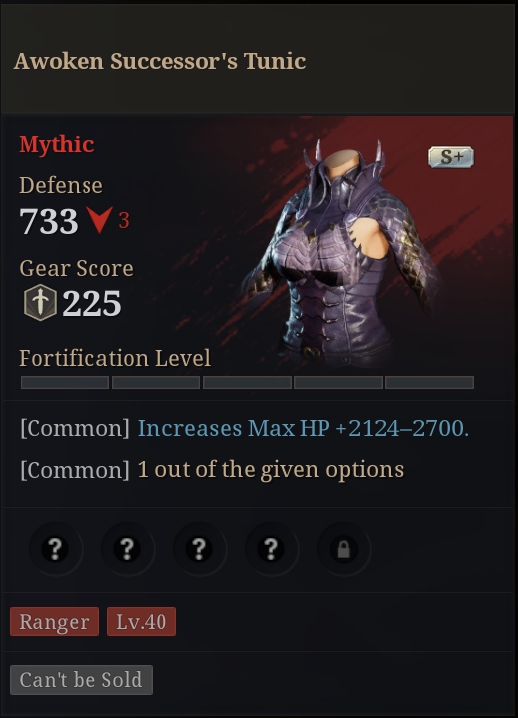 Awoken Successor's Tunic
Mythic
S+
Defense
733 3
Gear Score
225
Fortification Level
[Common] Increases Max HP +2124–2700.
[Common] 1 out of the given options
? ? ? ?
Ranger Lv.40
Can't be Sold